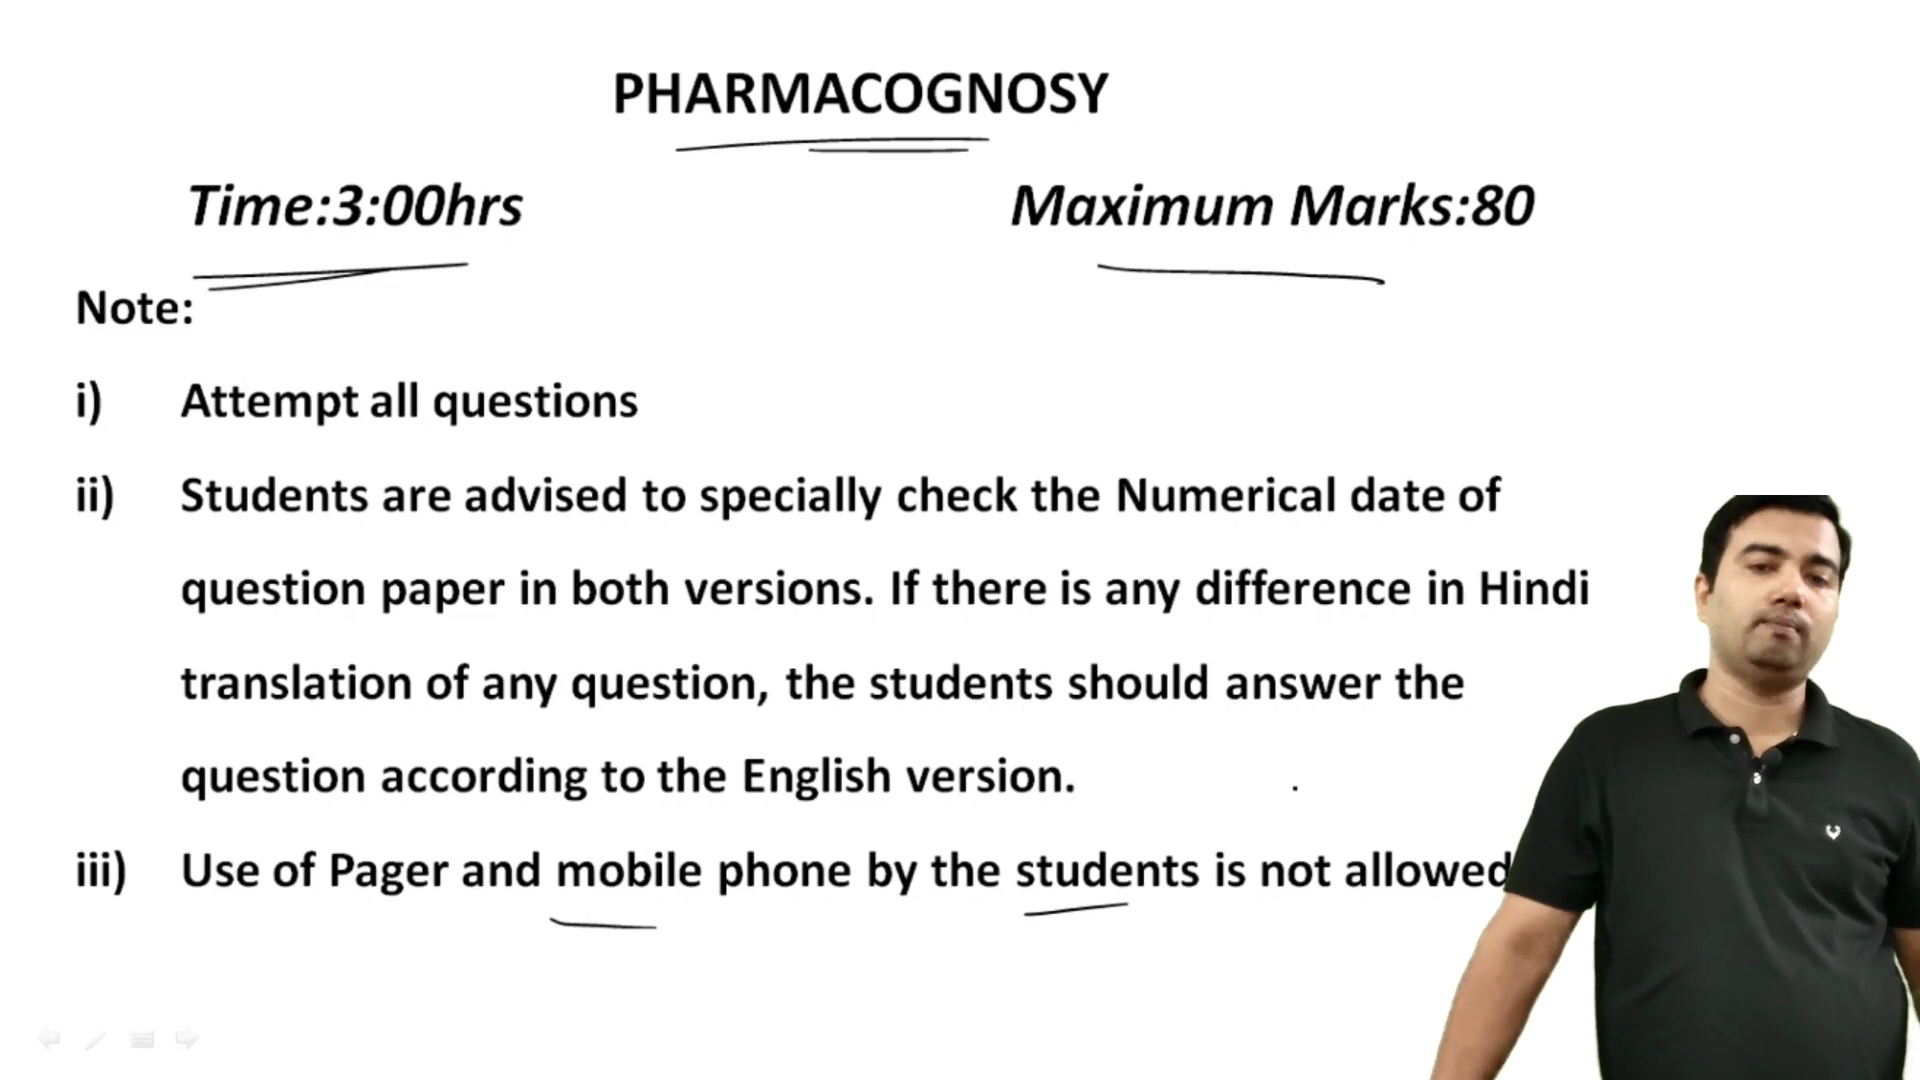 PHARMACOGNOSY
Time:3:00hrs Maximum Marks:80
Note:
i) Attempt all questions
ii) Students are advised to specially check the Numerical date of
question paper in both versions. If there is any difference in Hindi
translation of any question, the students should answer the
question according to the English version.
iii) Use of Pager and mobile phone by the students is not allowed